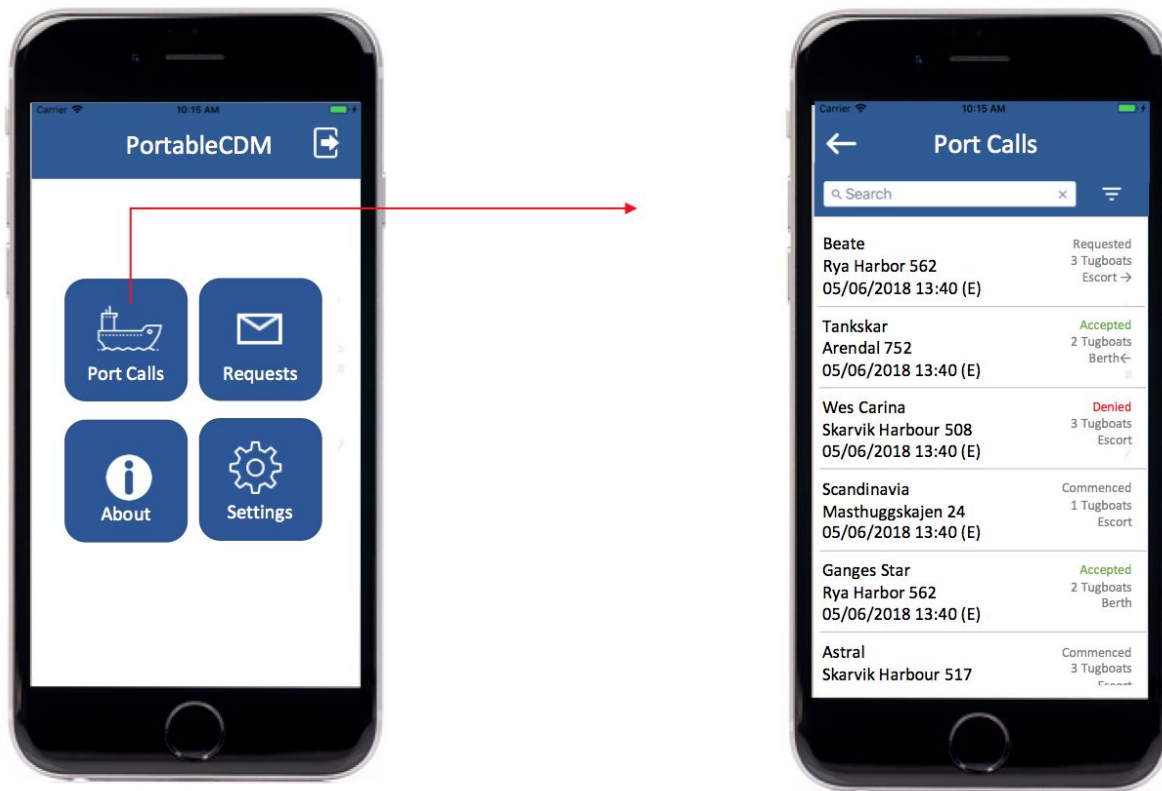 Carrier 10:15 AM
PortableCDM
Port Calls
Requests
About
Settings
Carrier 10:15 AM
← Port Calls
Search ×
Beate
Requested
Rya Harbor 562
3 Tugboats
05/06/2018 13:40 (E)
Escort →
Tankskar
Accepted
Arendal 752
2 Tugboats
05/06/2018 13:40 (E)
Berth←
Wes Carina
Denied
Skarvik Harbour 508
3 Tugboats
05/06/2018 13:40 (E)
Escort
Scandinavia
Commenced
Masthuggskajen 24
1 Tugboats
05/06/2018 13:40 (E)
Escort
Ganges Star
Accepted
Rya Harbor 562
2 Tugboats
05/06/2018 13:40 (E)
Berth
Astral
Commenced
Skarvik Harbour 517
3 Tugboats